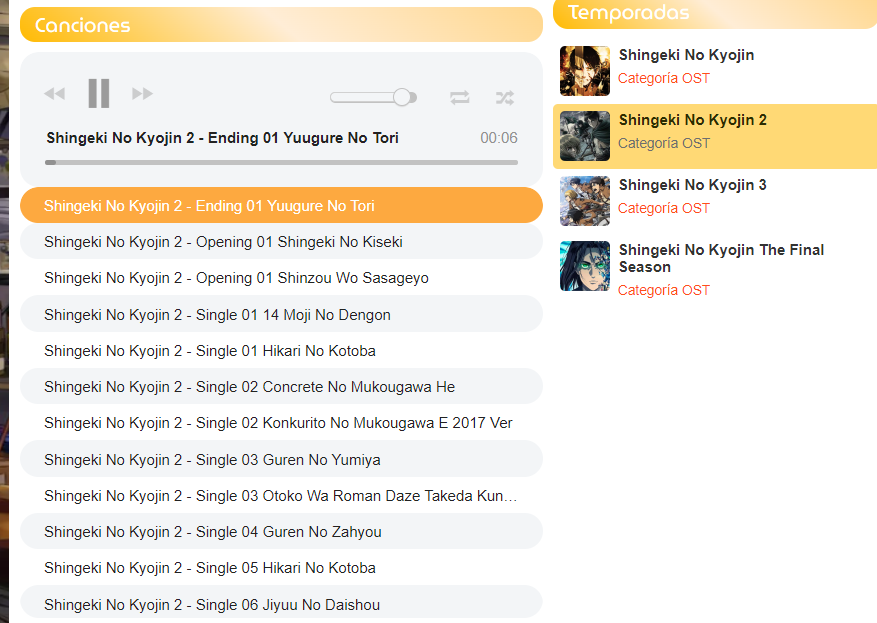 Canciones
Shingeki No Kyojin 2 - Ending 01 Yuugure No Tori
00:06
Shingeki No Kyojin 2 - Ending 01 Yuugure No Tori
Shingeki No Kyojin 2 - Opening 01 Shingeki No Kiseki
Shingeki No Kyojin 2 - Opening 01 Shinzou Wo Sasageyo
Shingeki No Kyojin 2 - Single 01 14 Moji No Dengon
Shingeki No Kyojin 2 - Single 01 Hikari No Kotoba
Shingeki No Kyojin 2 - Single 02 Concrete No Mukougawa He
Shingeki No Kyojin 2 - Single 02 Konkurito No Mukougawa E 2017 Ver
Shingeki No Kyojin 2 - Single 03 Guren No Yumiya
Shingeki No Kyojin 2 - Single 03 Otoko Wa Roman Daze Takeda Kun...
Shingeki No Kyojin 2 - Single 04 Guren No Zahyou
Shingeki No Kyojin 2 - Single 05 Hikari No Kotoba
Shingeki No Kyojin 2 - Single 06 Jiyuu No Daishou
Temporadas
Shingeki No Kyojin
Categoría OST
Shingeki No Kyojin 2
Categoría OST
Shingeki No Kyojin 3
Categoría OST
Shingeki No Kyojin The Final
Season
Categoría OST